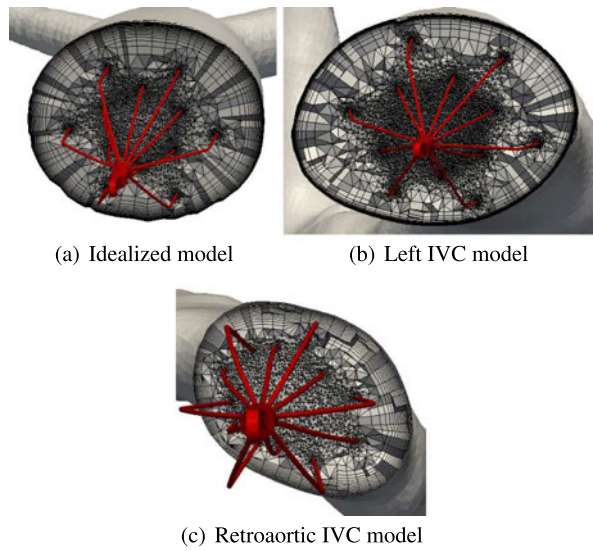 (a) Idealized model
(b) Left IVC model
(c) Retroaortic IVC model